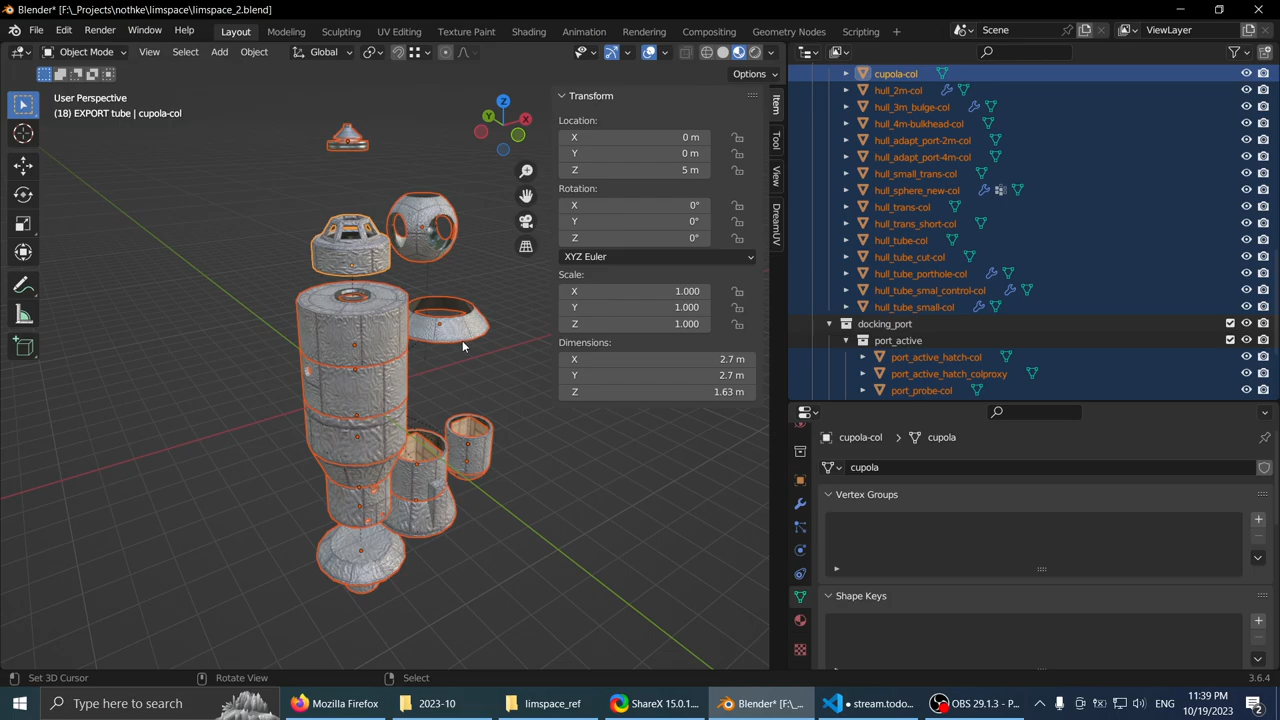 Blender* [F:\_Projects\nothke\limspace\limspace_2.blend]
File Edit Render Window Help Layout Modeling Sculpting UV Editing Texture Paint Shading Animation Rendering Compositing Geometry Nodes Scripting Scene ViewLayer
Object Mode View Select Add Object Global
Options
User Perspective
(18) EXPORT tube | cupola-col
Z
Y
X
Item
Tool
View
DreamUV
Transform
Location:
X 0 m
Y 0 m
Z 5 m
Rotation:
X 0°
Y 0°
Z 0°
XYZ Euler
Scale:
X 1.000
Y 1.000
Z 1.000
Dimensions:
X 2.7 m
Y 2.7 m
Z 1.63 m
cupola-col
hull_2m-col
hull_3m_bulge-col
hull_4m-bulkhead-col
hull_adapt_port-2m-col
hull_adapt_port-4m-col
hull_small_trans-col
hull_sphere_new-col
hull_trans-col
hull_trans_short-col
hull_tube-col
hull_tube_cut-col
hull_tube_porthole-col
hull_tube_smal_control-col
hull_tube_small-col
docking_port
port_active
port_active_hatch-col
port_active_hatch_colproxy
port_probe-col
cupola-col > cupola
cupola
Vertex Groups
Shape Keys
Set 3D Cursor Rotate View Select 3.6.4
Type here to search
Mozilla Firefox
2023-10
limspace_ref
ShareX 15.0.1...
Blender* [F:\_...
stream.todo...
OBS 29.1.3 - P...
ENG
11:39 PM
10/19/2023
2